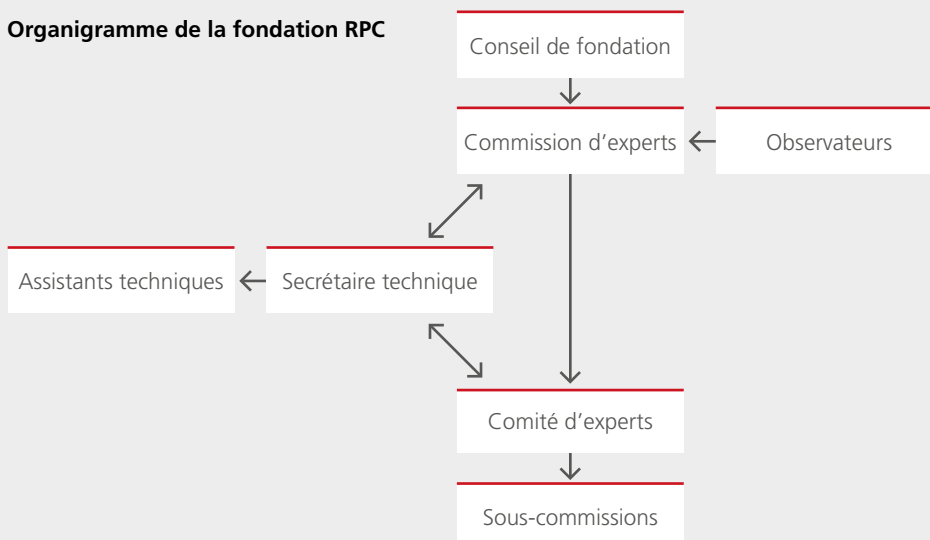 Organigramme de la fondation RPC
Conseil de fondation
Commission d’experts
Observateurs
Assistants techniques
Secrétaire technique
Comité d’experts
Sous-commissions